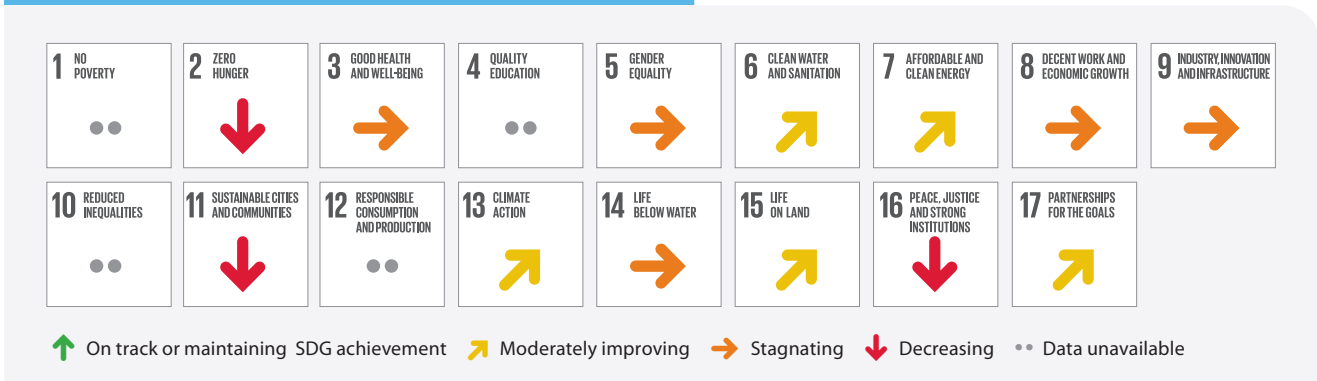 1 NO
POVERTY
2 ZERO
HUNGER
3 GOOD HEALTH
AND WELL-BEING
4 QUALITY
EDUCATION
5 GENDER
EQUALITY
6 CLEAN WATER
AND SANITATION
7 AFFORDABLE AND
CLEAN ENERGY
8 DECENT WORK AND
ECONOMIC GROWTH
9 INDUSTRY, INNOVATION
AND INFRASTRUCTURE
10 REDUCED
INEQUALITIES
11 SUSTAINABLE CITIES
AND COMMUNITIES
12 RESPONSIBLE
CONSUMPTION
AND PRODUCTION
13 CLIMATE
ACTION
14 LIFE
BELOW WATER
15 LIFE
ON LAND
16 PEACE, JUSTICE
AND STRONG
INSTITUTIONS
17 PARTNERSHIPS
FOR THE GOALS
On track or maintaining SDG achievement
Moderately improving
Stagnating
Decreasing
Data unavailable